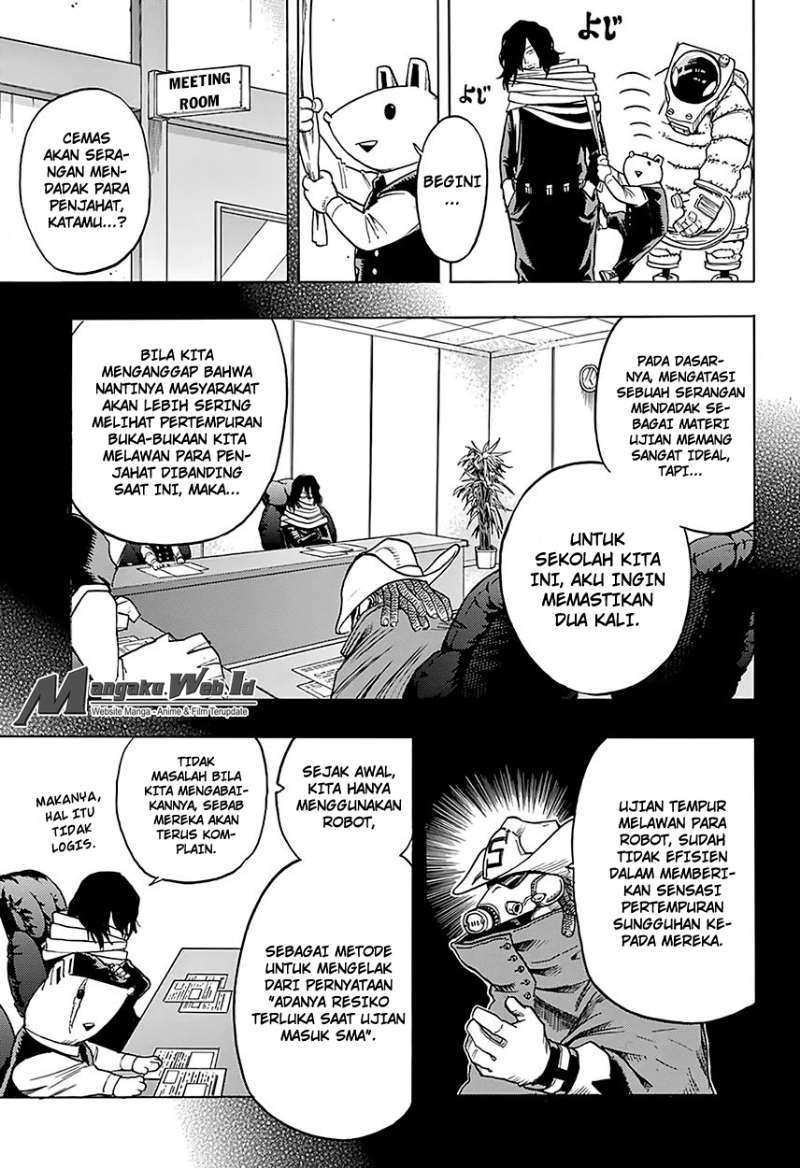 よじ
よじ
BEGINI
...
MEETING
ROOM
CEMAS
AKAN SERA-
NGAN MEN-
DADAK PARA
PENJAHAT,
KATAMU...?
PADA DASAR-
NYA, MENGATASI
SEBUAH SERANGAN
MENDADAK SE-
BAGAI MATERI
UJIAN MEMANG
SANGAT IDEAL,
TAPI...
UNTUK
SEKOLAH KITA
INI, AKU INGIN
MEMASTIKAN
DUA KALI.
BILA KITA
MENGANGGAP BAHWA
NANTINYA MASYARAKAT
AKAN LEBIH SERING
MELIHAT PERTEMPURAN
BUKA-BUKAAN KITA
MELAWAN PARA PEN-
JAHAT DIBANDING
SAAT INI, MAKA...
Mangaku.Web.Id
Website Manga - Anime & Film Terupdate
UJIAN TEMPUR
MELAWAN PARA
ROBOT, SUDAH
TIDAK EFISIEN
DALAM MEMBERI-
KAN SENSASI
PERTEMPURAN
SUNGGUHAN KE-
PADA MEREKA.
SEJAK AWAL,
KITA HANYA
MENGGUNAKAN
ROBOT,
SEBAGAI METODE
UNTUK MENGELAK
DARI PERNYATAAN
"ADANYA RESIKO
TERLUKA SAAT UJIAN
MASUK SMA".
TIDAK
MASALAH BILA
KITA MENGABAI-
KANNYA, SEBAB
MEREKA AKAN
TERUS KOM-
PLAIN.
MAKANYA,
HAL ITU
TIDAK
LOGIS.